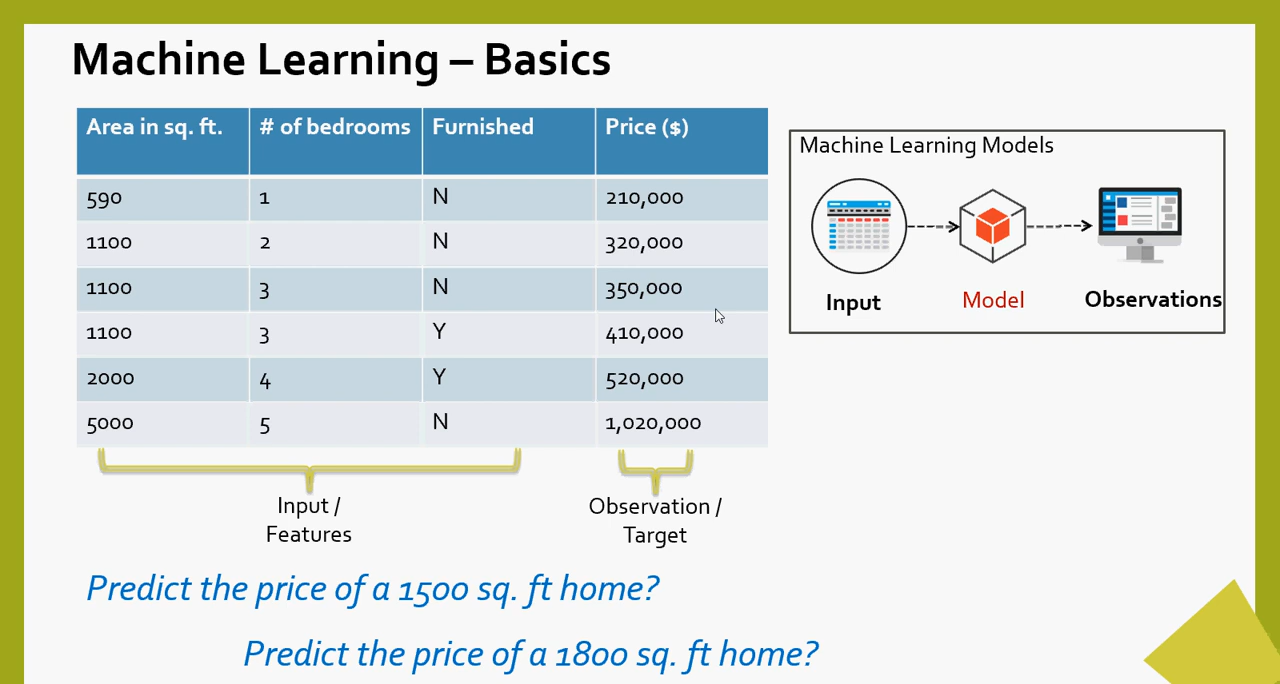 Machine Learning – Basics
Area in sq. ft. # of bedrooms Furnished Price ($)
590 1 N 210,000
1100 2 N 320,000
1100 3 N 350,000
1100 3 Y 410,000
2000 4 Y 520,000
5000 5 N 1,020,000
Input /
Features
Observation /
Target
Machine Learning Models
Input Model Observations
Predict the price of a 1500 sq. ft home?
Predict the price of a 1800 sq. ft home?